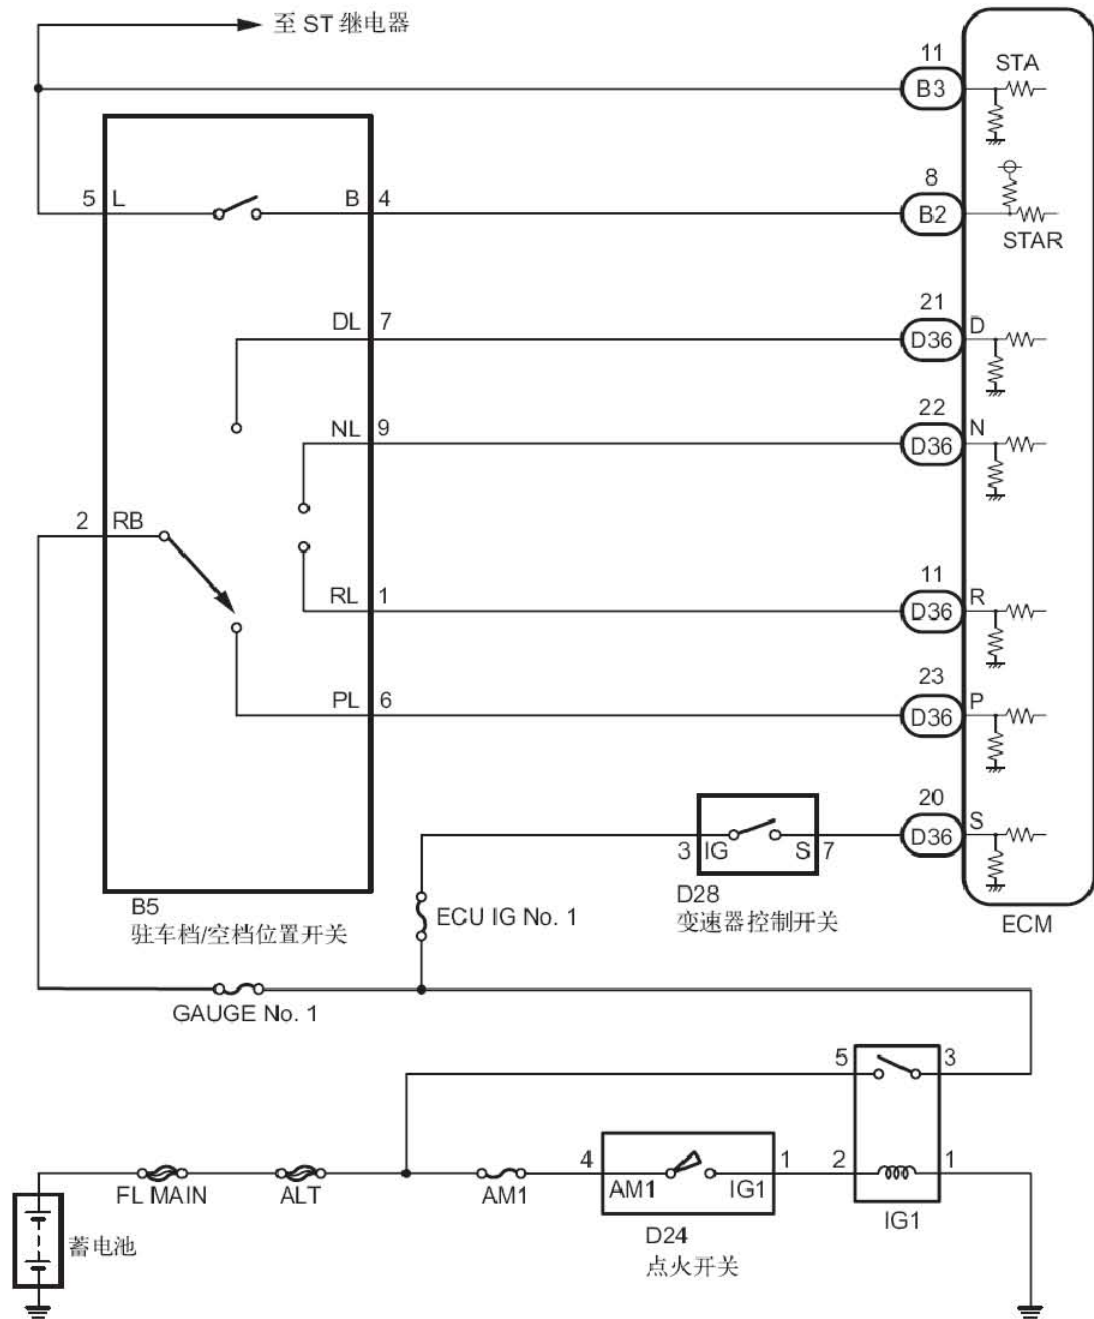 至 ST 继电器
11
B3
STA
5 L
B 4
8
B2
STAR
DL 7
21
D36 D
NL 9
22
D36 N
2 RB
RL 1
11
D36 R
PL 6
23
D36 P
20
D36 S
3 IG
S 7
D28
变速器控制开关
ECM
B5
驻车档/空档位置开关
ECU IG No. 1
GAUGE No. 1
5
3
FL MAIN
ALT
AM1
4
AM1
IG1
1
D24
点火开关
2
1
IG1
蓄电池